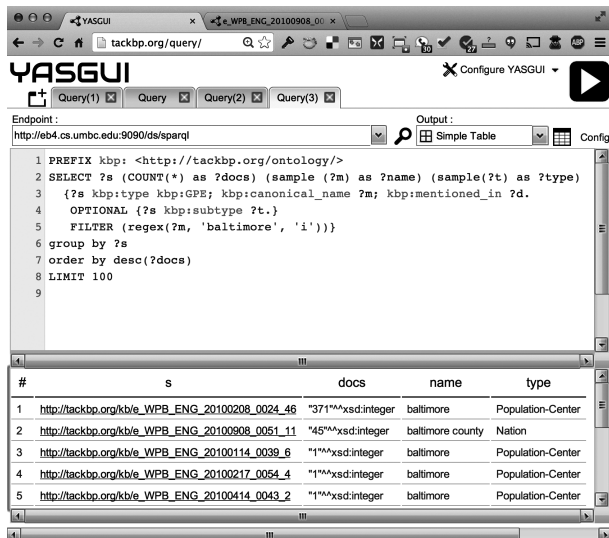 YASGUI
e_WPB_ENG_20100908_00
tackbp.org/query/
30
27
ABP
YASGUI
Configure YASGUI
Query(1)
Query
Query(2)
Query(3)
Endpoint :
Output :
http://eb4.cs.umbc.edu:9090/ds/sparql
Simple Table
Config
1 PREFIX kbp: <http://tackbp.org/ontology/>
2 SELECT ?s (COUNT(*) as ?docs) (sample (?m) as ?name) (sample(?t) as ?type)
3 {?s kbp:type kbp:GPE; kbp:canonical_name ?m; kbp:mentioned_in ?d.
4 OPTIONAL {?s kbp:subtype ?t.}
5 FILTER (regex(?m, 'baltimore', 'i'))}
6 group by ?s
7 order by desc(?docs)
8 LIMIT 100
9
# s docs name type
1 http://tackbp.org/kb/e_WPB_ENG_20100208_0024_46 "371"^^xsd:integer baltimore Population-Center
2 http://tackbp.org/kb/e_WPB_ENG_20100908_0051_11 "45"^^xsd:integer baltimore county Nation
3 http://tackbp.org/kb/e_WPB_ENG_20100114_0039_6 "1"^^xsd:integer baltimore Population-Center
4 http://tackbp.org/kb/e_WPB_ENG_20100217_0054_4 "1"^^xsd:integer baltimore Population-Center
5 http://tackbp.org/kb/e_WPB_ENG_20100414_0043_2 "1"^^xsd:integer baltimore Population-Center